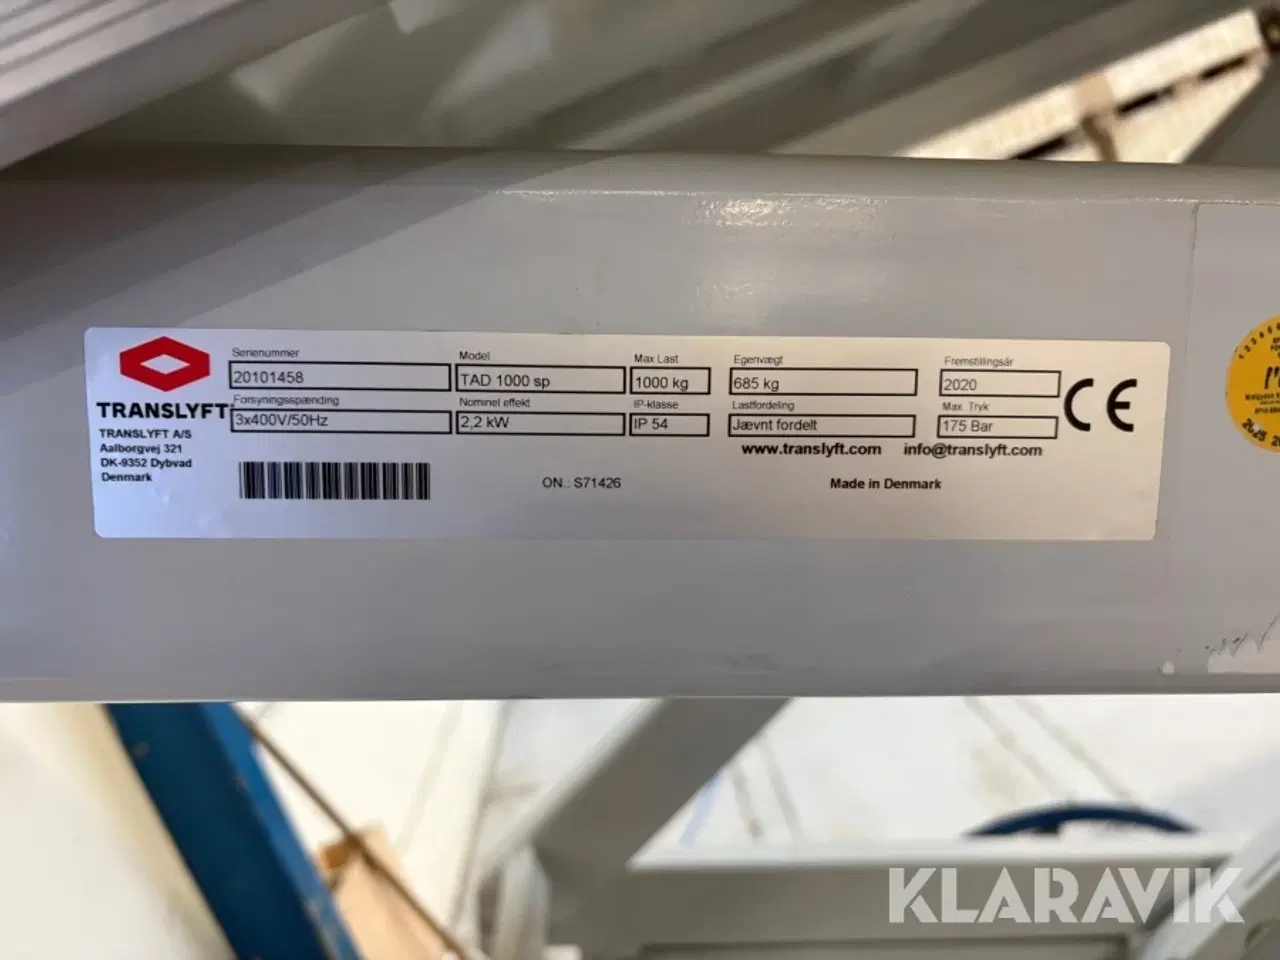 TRANSLYFT
TRANSLYFT A/S
Aalborgvej 321
DK-9352 Dybvad
Denmark
Serienummer
20101458
Model
TAD 1000 sp
Max Last
1000 kg
Egenvægt
685 kg
Fremstillingsår
2020
Forsyningsspænding
3x400V/50Hz
Nominel effekt
2,2 kW
IP-klasse
IP 54
Lastfordeling
Jævnt fordelt
Max. Tryk
175 Bar
CE
www.translyft.com info@translyft.com
ON.: S71426
Made in Denmark
KLARAVIK